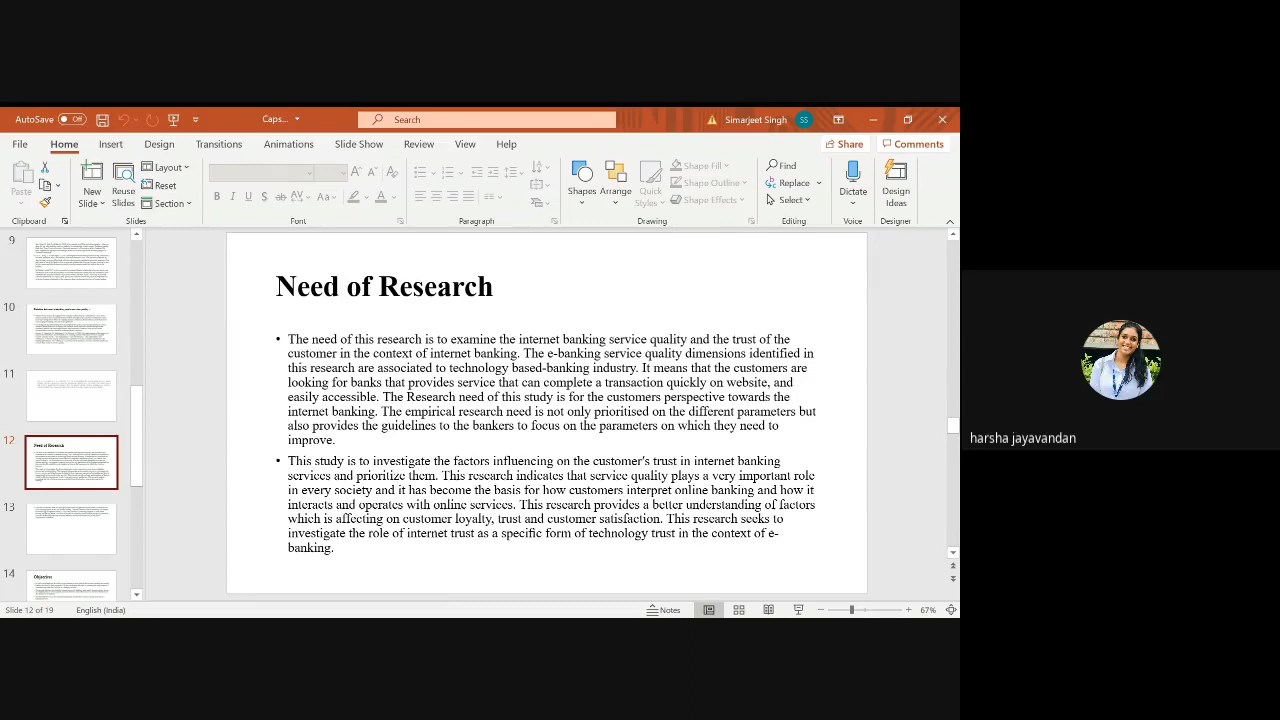 AutoSave Off Caps... Search Simarjeet Singh SS
File Home Insert Design Transitions Animations Slide Show Review View Help Share Comments
Paste New Slide Reuse Slides Layout Reset Section
B I U S ab AV Aa A
Shapes Arrange Quick Styles Shape Fill Shape Outline Shape Effects
Find Replace Select Dictate Design Ideas
Clipboard Slides Font Paragraph Drawing Editing Voice Designer
9
10
11
12
Need of Research
13
14
Objectives
Need of Research
• The need of this research is to examine the internet banking service quality and the trust of the
customer in the context of internet banking. The e-banking service quality dimensions identified in
this research are associated to technology based-banking industry. It means that the customers are
looking for banks that provides service that can complete a transaction quickly on website, and
easily accessible. The Research need of this study is for the customers perspective towards the
internet banking. The empirical research need is not only prioritised on the different parameters but
also provides the guidelines to the bankers to focus on the parameters on which they need to
improve.
• This study is to investigate the factors influencing on the customer's trust in internet banking
services and prioritize them. This research indicates that service quality plays a very important role
in every society and it has become the basis for how customers interpret online banking and how it
interacts and operates with online services. This research provides a better understanding of factors
which is affecting on customer loyalty, trust and customer satisfaction. This research seeks to
investigate the role of internet trust as a specific form of technology trust in the context of e-
banking.
Slide 12 of 19 English (India) Notes 67%
harsha jayavandan